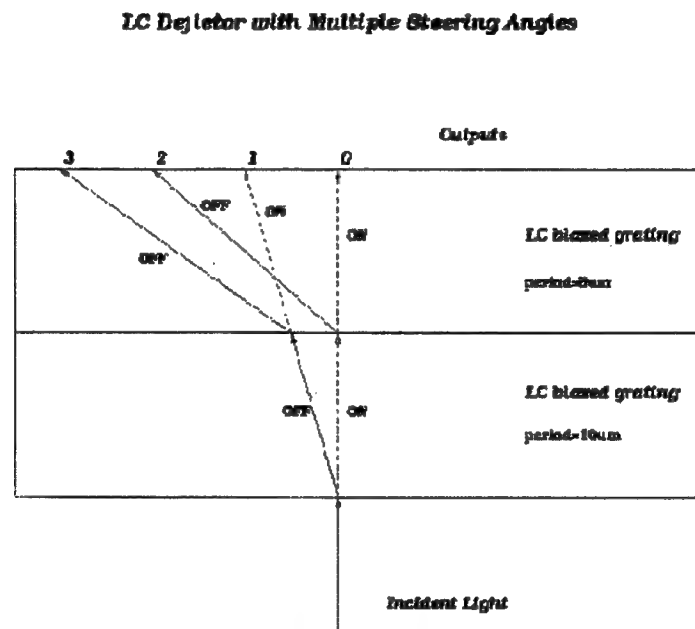 LC Deflector with Multiple Steering Angles
Outputs
3 2 1 0
OFF
ON
OFF
ON
LC blazed grating
OFF
LC blazed grating
OFF
ON
period=10um
Incident Light